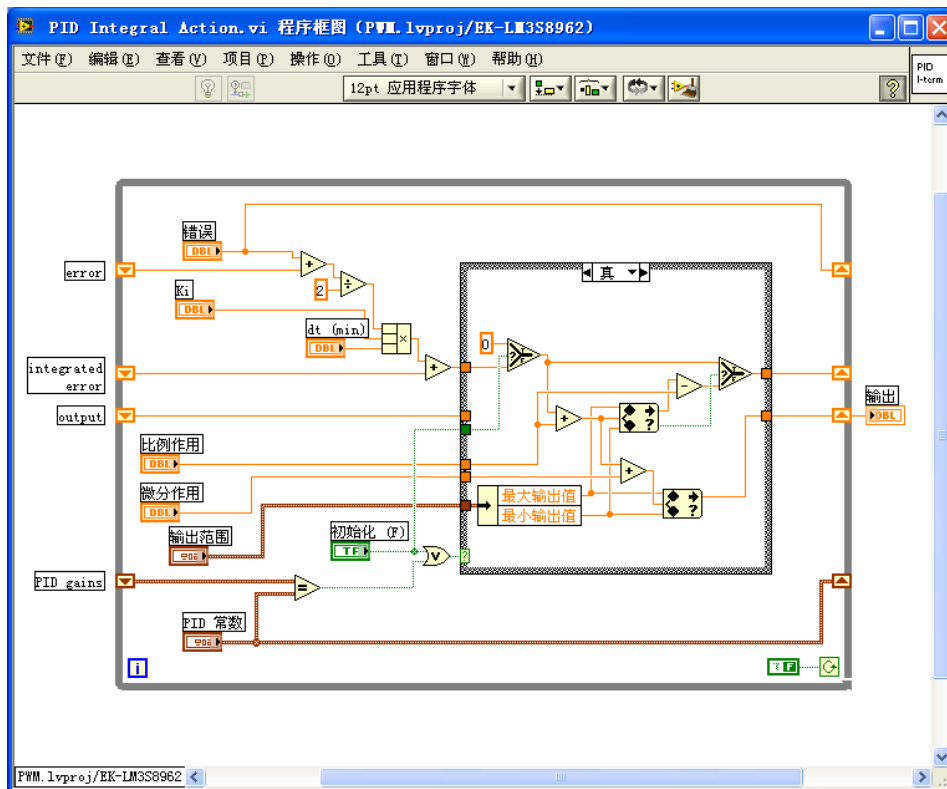 PID Integral Action.vi 程序框图 (PWM.lvproj/EK-LM3S8962)
文件(F) 编辑(E) 查看(V) 项目(P) 操作(O) 工具(T) 窗口(W) 帮助(H)
PID
I-term
12pt 应用程序字体
?
错误
DBL
error
+
÷
2
真
Ki
DBL
dt (min)
DBL
×
0
?
?
+
integrated
error
-
输出
DBL
output
+
?
比例作用
DBL
+
微分作用
DBL
最大输出值
最小输出值
?
输出范围
初始化 (F)
TF
V
?
PID gains
=
PID 常数
i
F
PWM.lvproj/EK-LM3S8962